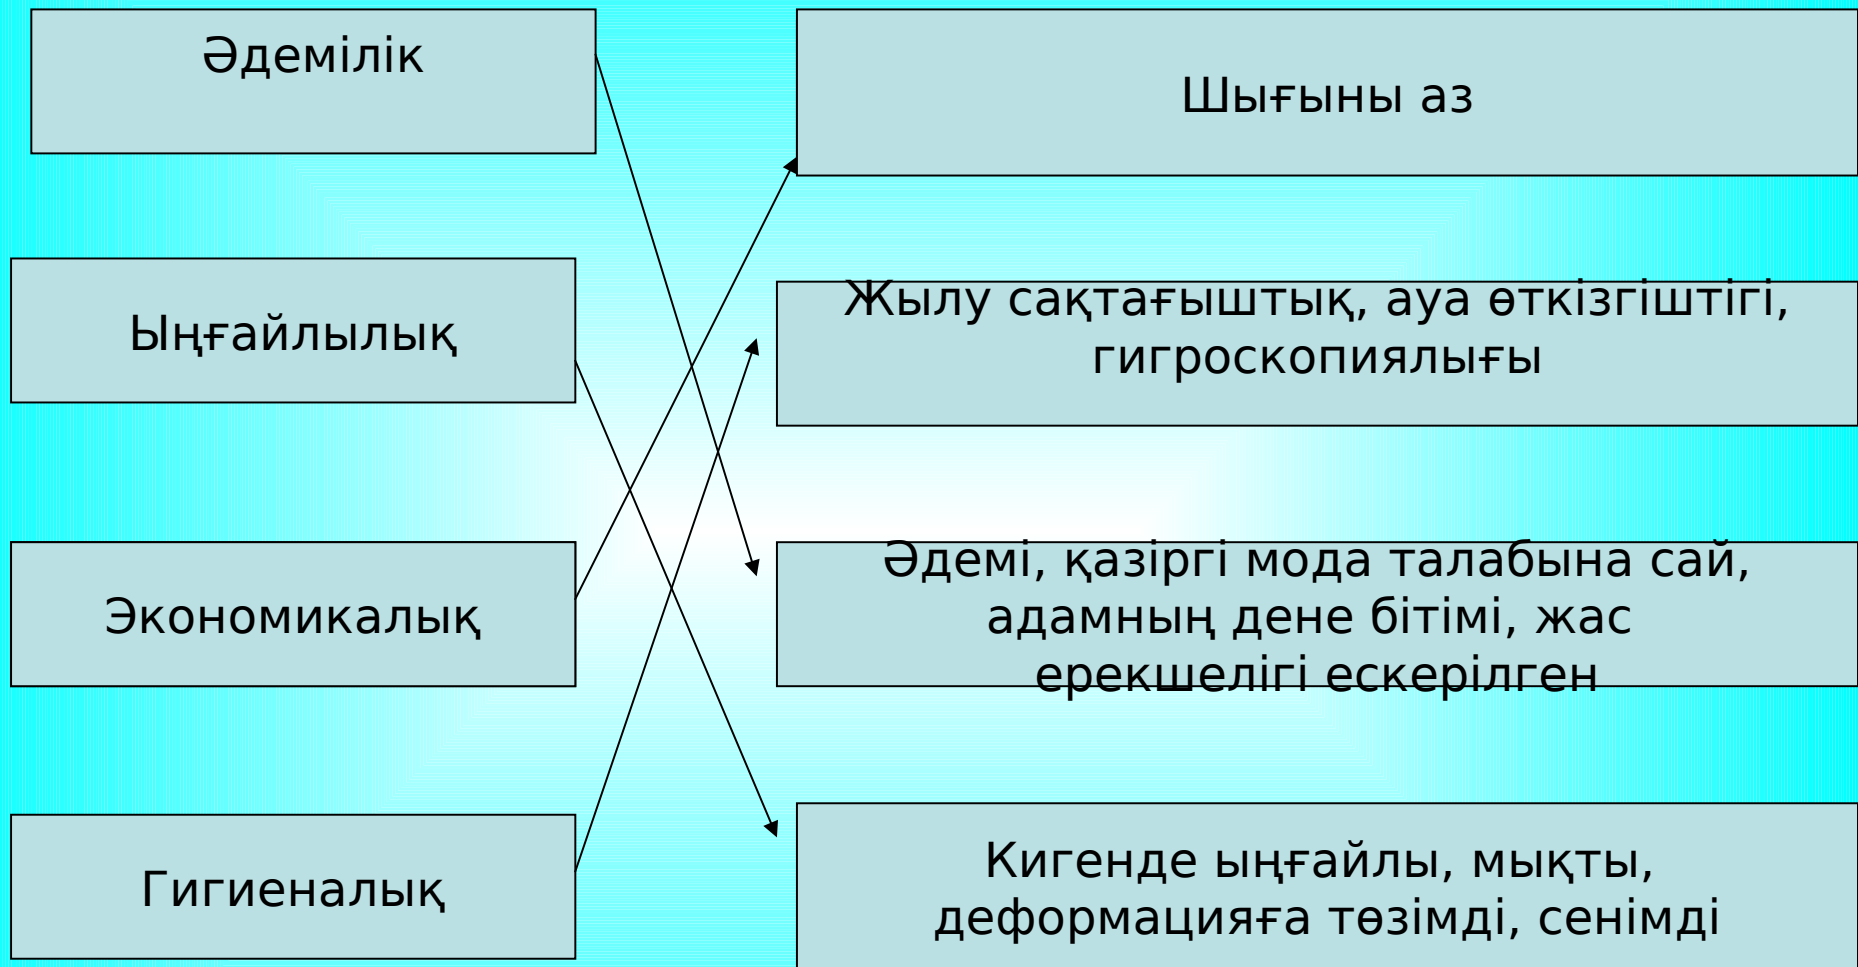 Әдемілік
Шығыны аз
Ыңғайлылық
Жылу сақтағыштық, ауа өткізгіштігі,
гигроскопиялығы
Экономикалық
Әдемі, қазіргі мода талабына сай,
адамның дене бітімі, жас
ерекшелігі ескерілген
Гигиеналық
Кигенде ыңғайлы, мықты,
деформацияға төзімді, сенімді